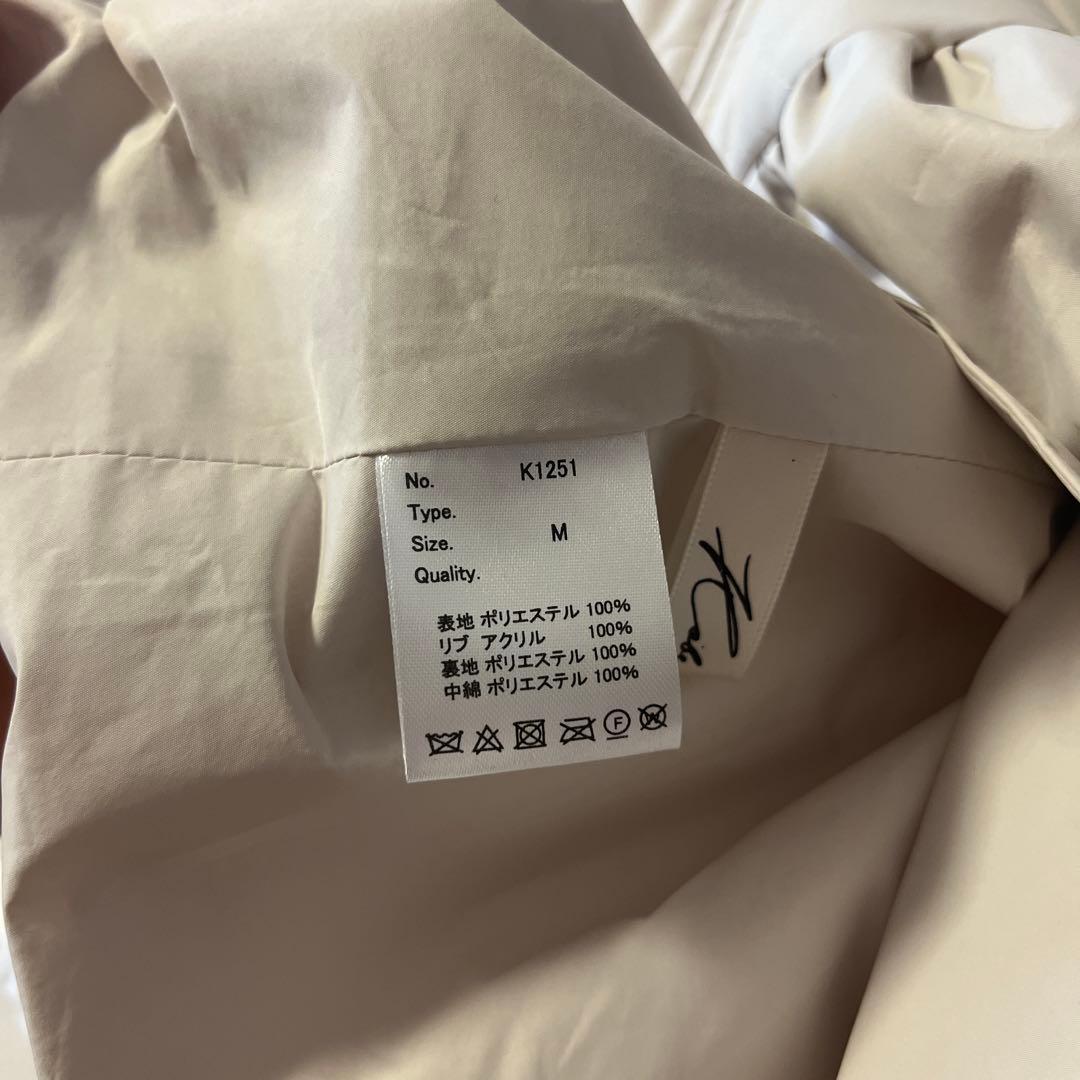 No. K1251
Type.
Size. M
Quality.
表地 ポリエステル 100%
リブ アクリル 100%
裏地 ポリエステル 100%
中綿 ポリエステル 100%
F
W